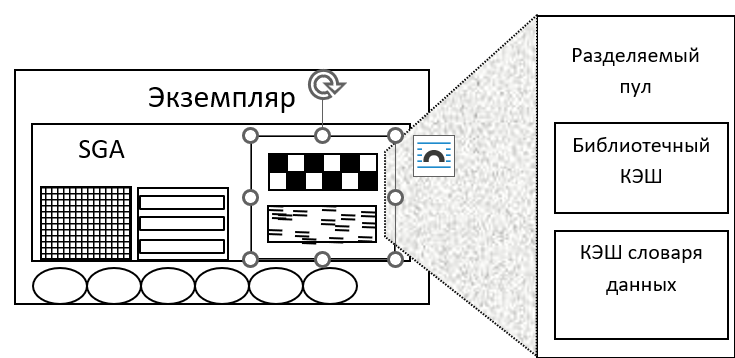 Экземпляр
SGA
Разделяемый
пул
Библиотечный
КЭШ
КЭШ словаря
данных